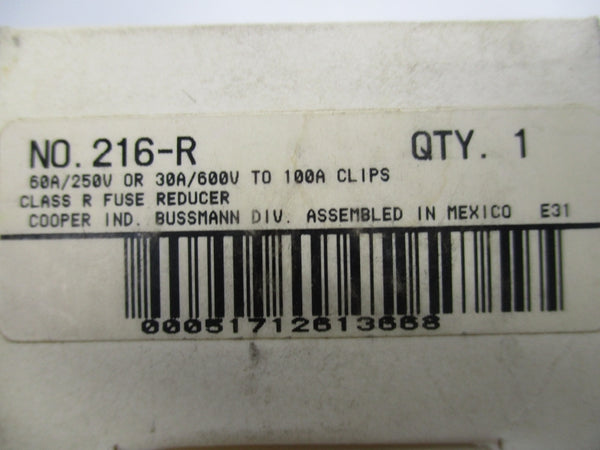 NO. 216-R QTY. 1
60A/250V OR 30A/600V TO 100A CLIPS
CLASS R FUSE REDUCER
COOPER IND. BUSSMANN DIV. ASSEMBLED IN MEXICO E31
00051712613668